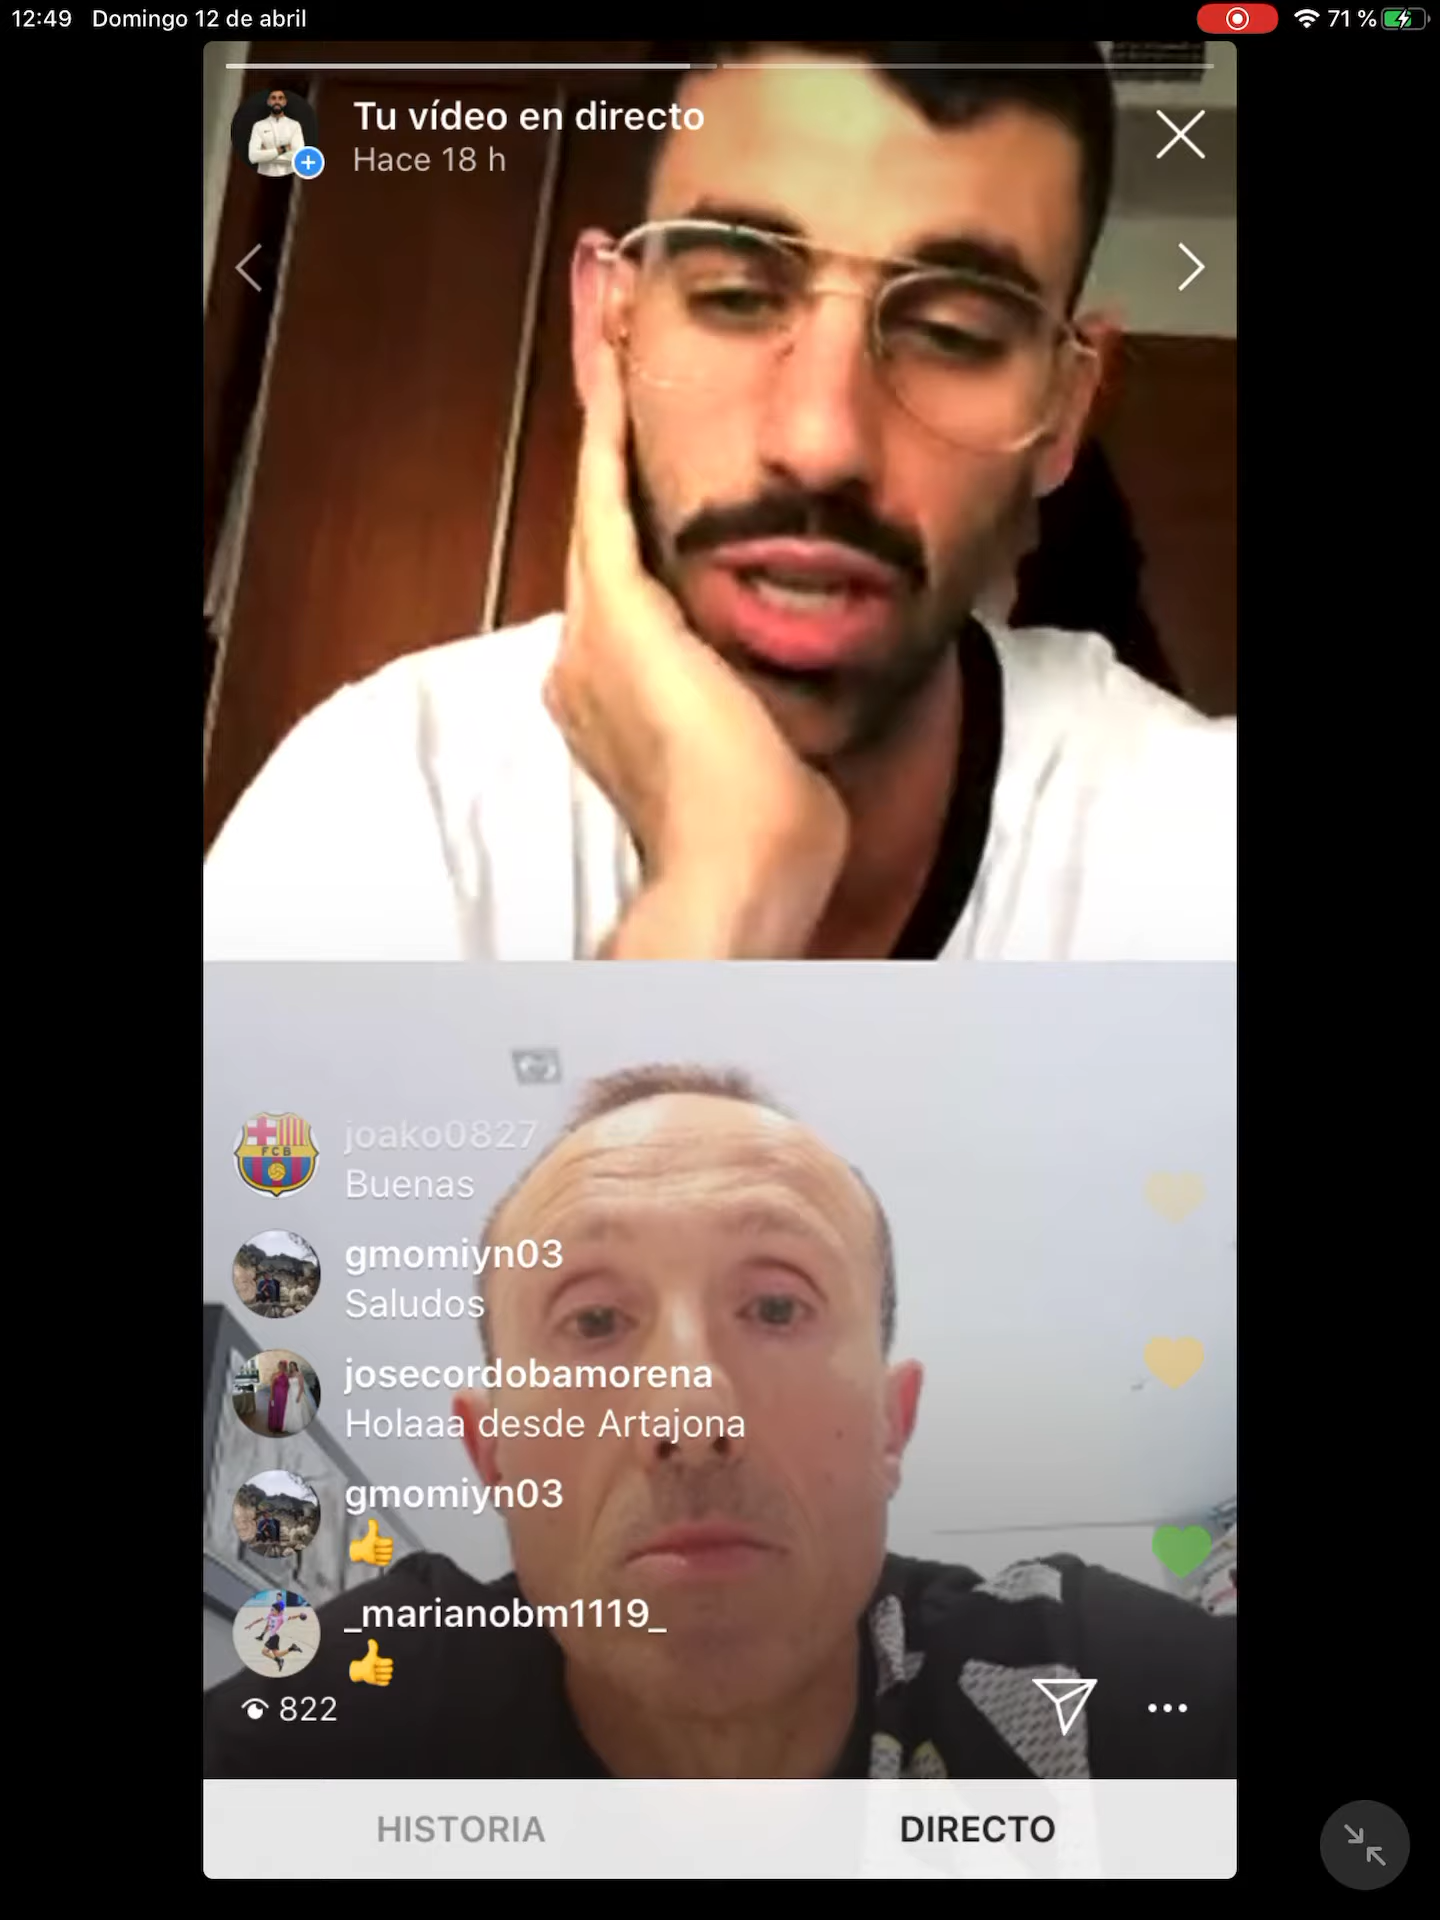 12:49 Domingo 12 de abril 71 %
Tu vídeo en directo
Hace 18 h
FCB
joako0827
Buenas
gmomiyn03
Saludos
josecordobamorena
Holaaa desde Artajona
gmomiyn03
👍
_marianobm1119_
👍
822
HISTORIA DIRECTO